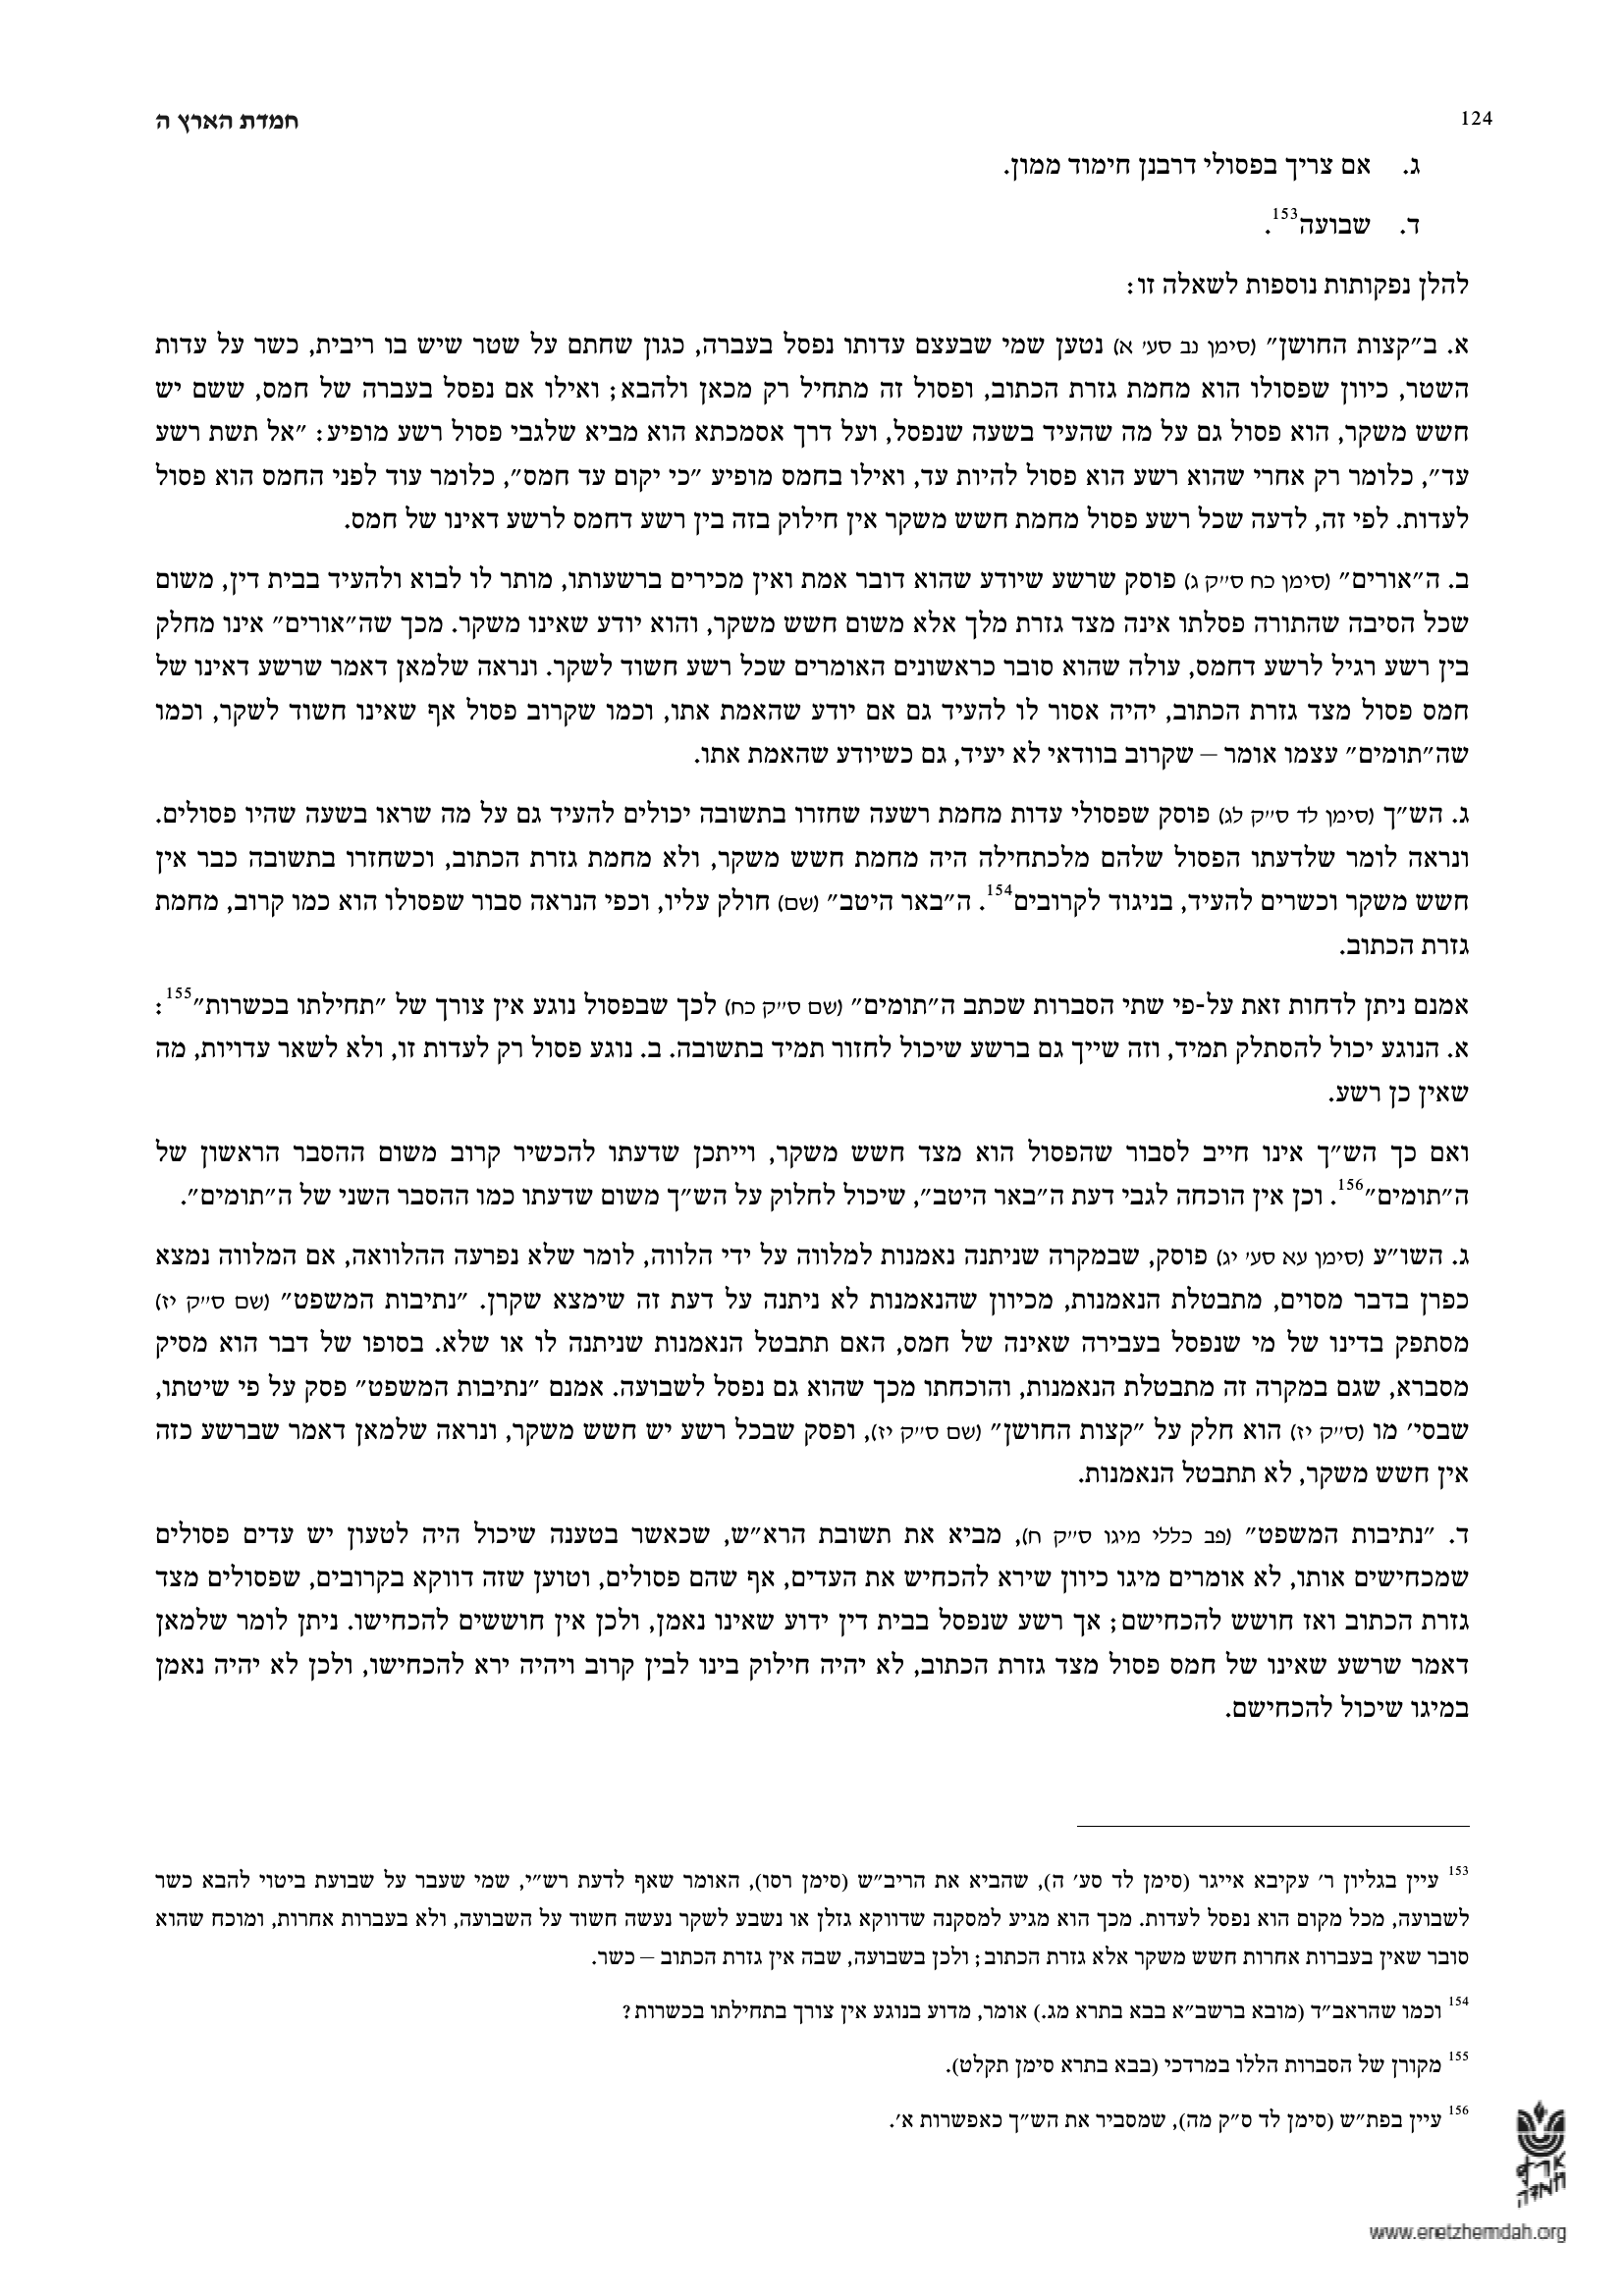 124
חמדת הארץ ה
ג. אם צריך בפסולי דרבנן חימוד ממון.
ד. שבועה153.
להלן נפקותות נוספות לשאלה זו:
א. ב״קצות החושן״ (סימן נב סע׳ א) נטען שמי שבעצם עדותו נפסל בעברה, כגון שחתם על שטר שיש בו ריבית, כשר על עדות
השטר, כיוון שפסולו הוא מחמת גזרת הכתוב, ופסול זה מתחיל רק מכאן ולהבא; ואילו אם נפסל בעברה של חמס, ששם יש
חשש משקר, הוא פסול גם על מה שהעיד בשעה שנפסל, ועל דרך אסמכתא הוא מביא שלגבי פסול רשע מופיע: ״אל תשת רשע
עד״, כלומר רק אחרי שהוא רשע הוא פסול להיות עד, ואילו בחמס מופיע ״כי יקום עד חמס״, כלומר עוד לפני החמס הוא פסול
לעדות. לפי זה, לדעה שכל רשע פסול מחמת חשש משקר אין חילוק בזה בין רשע דחמס לרשע דאינו של חמס.
ב. ה״אורים״ (סימן כח ס״ק ג) פוסק שרשע שיודע שהוא דובר אמת ואין מכירים ברשעותו, מותר לו לבוא ולהעיד בבית דין, משום
שכל הסיבה שהתורה פסלתו אינה מצד גזרת מלך אלא משום חשש משקר, והוא יודע שאינו משקר. מכך שה״אורים״ אינו מחלק
בין רשע רגיל לרשע דחמס, עולה שהוא סובר כראשונים האומרים שכל רשע חשוד לשקר. ונראה שלמאן דאמר שרשע דאינו של
חמס פסול מצד גזרת הכתוב, יהיה אסור לו להעיד גם אם יודע שהאמת אתו, וכמו שקרוב פסול אף שאינו חשוד לשקר, וכמו
שה״תומים״ עצמו אומר – שקרוב בוודאי לא יעיד, גם כשיודע שהאמת אתו.
ג. הש״ך (סימן לד ס״ק לג) פוסק שפסולי עדות מחמת רשעה שחזרו בתשובה יכולים להעיד גם על מה שראו בשעה שהיו פסולים.
ונראה לומר שלדעתו הפסול שלהם מלכתחילה היה מחמת חשש משקר, ולא מחמת גזרת הכתוב, וכשחזרו בתשובה כבר אין
חשש משקר וכשרים להעיד, בניגוד לקרובים154. ה״באר היטב״ (שם) חולק עליו, וכפי הנראה סבור שפסולו הוא כמו קרוב, מחמת
גזרת הכתוב.
אמנם ניתן לדחות זאת על-פי שתי הסברות שכתב ה״תומים״ (שם ס״ק כח) לכך שבפסול נוגע אין צורך של ״תחילתו בכשרות״155:
א. הנוגע יכול להסתלק תמיד, וזה שייך גם ברשע שיכול לחזור תמיד בתשובה. ב. נוגע פסול רק לעדות זו, ולא לשאר עדויות, מה
שאין כן רשע.
ואם כך הש״ך אינו חייב לסבור שהפסול הוא מצד חשש משקר, וייתכן שדעתו להכשיר קרוב משום ההסבר הראשון של
ה״תומים״156. וכן אין הוכחה לגבי דעת ה״באר היטב״, שיכול לחלוק על הש״ך משום שדעתו כמו ההסבר השני של ה״תומים״.
ג. השו״ע (סימן עא סע׳ יג) פוסק, שבמקרה שניתנה נאמנות למלווה על ידי הלווה, לומר שלא נפרעה ההלוואה, אם המלווה נמצא
כפרן בדבר מסוים, מתבטלת הנאמנות, מכיוון שהנאמנות לא ניתנה על דעת זה שימצא שקרן. ״נתיבות המשפט״ (שם ס״ק יז)
מסתפק בדינו של מי שנפסל בעבירה שאינה של חמס, האם תתבטל הנאמנות שניתנה לו או שלא. בסופו של דבר הוא מסיק
מסברא, שגם במקרה זה מתבטלת הנאמנות, והוכחתו מכך שהוא גם נפסל לשבועה. אמנם ״נתיבות המשפט״ פסק על פי שיטתו,
שבסי׳ מו (ס״ק יז) הוא חלק על ״קצות החושן״ (שם ס״ק יז), ופסק שבכל רשע יש חשש משקר, ונראה שלמאן דאמר שברשע כזה
אין חשש משקר, לא תתבטל הנאמנות.
ד. ״נתיבות המשפט״ (פב כללי מיגו ס״ק ח), מביא את תשובת הרא״ש, שכאשר בטענה שיכול היה לטעון יש עדים פסולים
שמכחישים אותו, לא אומרים מיגו כיוון שירא להכחיש את העדים, אף שהם פסולים, וטוען שזה דווקא בקרובים, שפסולים מצד
גזרת הכתוב ואז חושש להכחישם; אך רשע שנפסל בבית דין ידוע שאינו נאמן, ולכן אין חוששים להכחישו. ניתן לומר שלמאן
דאמר שרשע שאינו של חמס פסול מצד גזרת הכתוב, לא יהיה חילוק בינו לבין קרוב ויהיה ירא להכחישו, ולכן לא יהיה נאמן
במיגו שיכול להכחישם.
153 עיין בגליון ר׳ עקיבא אייגר (סימן לד סע׳ ה), שהביא את הריב״ש (סימן רסו), האומר שאף לדעת רש״י, שמי שעבר על שבועת ביטוי להבא כשר
לשבועה, מכל מקום הוא נפסל לעדות. מכך הוא מגיע למסקנה שדווקא גזלן או נשבע לשקר נעשה חשוד על השבועה, ולא בעברות אחרות, ומוכח שהוא
סובר שאין בעברות אחרות חשש משקר אלא גזרת הכתוב; ולכן בשבועה, שבה אין גזרת הכתוב – כשר.
154 וכמו שהראב״ד (מובא ברשב״א בבא בתרא מג.) אומר, מדוע בנוגע אין צורך בתחילתו בכשרות?
155 מקורן של הסברות הללו במרדכי (בבא בתרא סימן תקלט).
156 עיין בפת״ש (סימן לד ס״ק מה), שמסביר את הש״ך כאפשרות א׳.
ארץ
חמדה
www.eretzhemdah.org